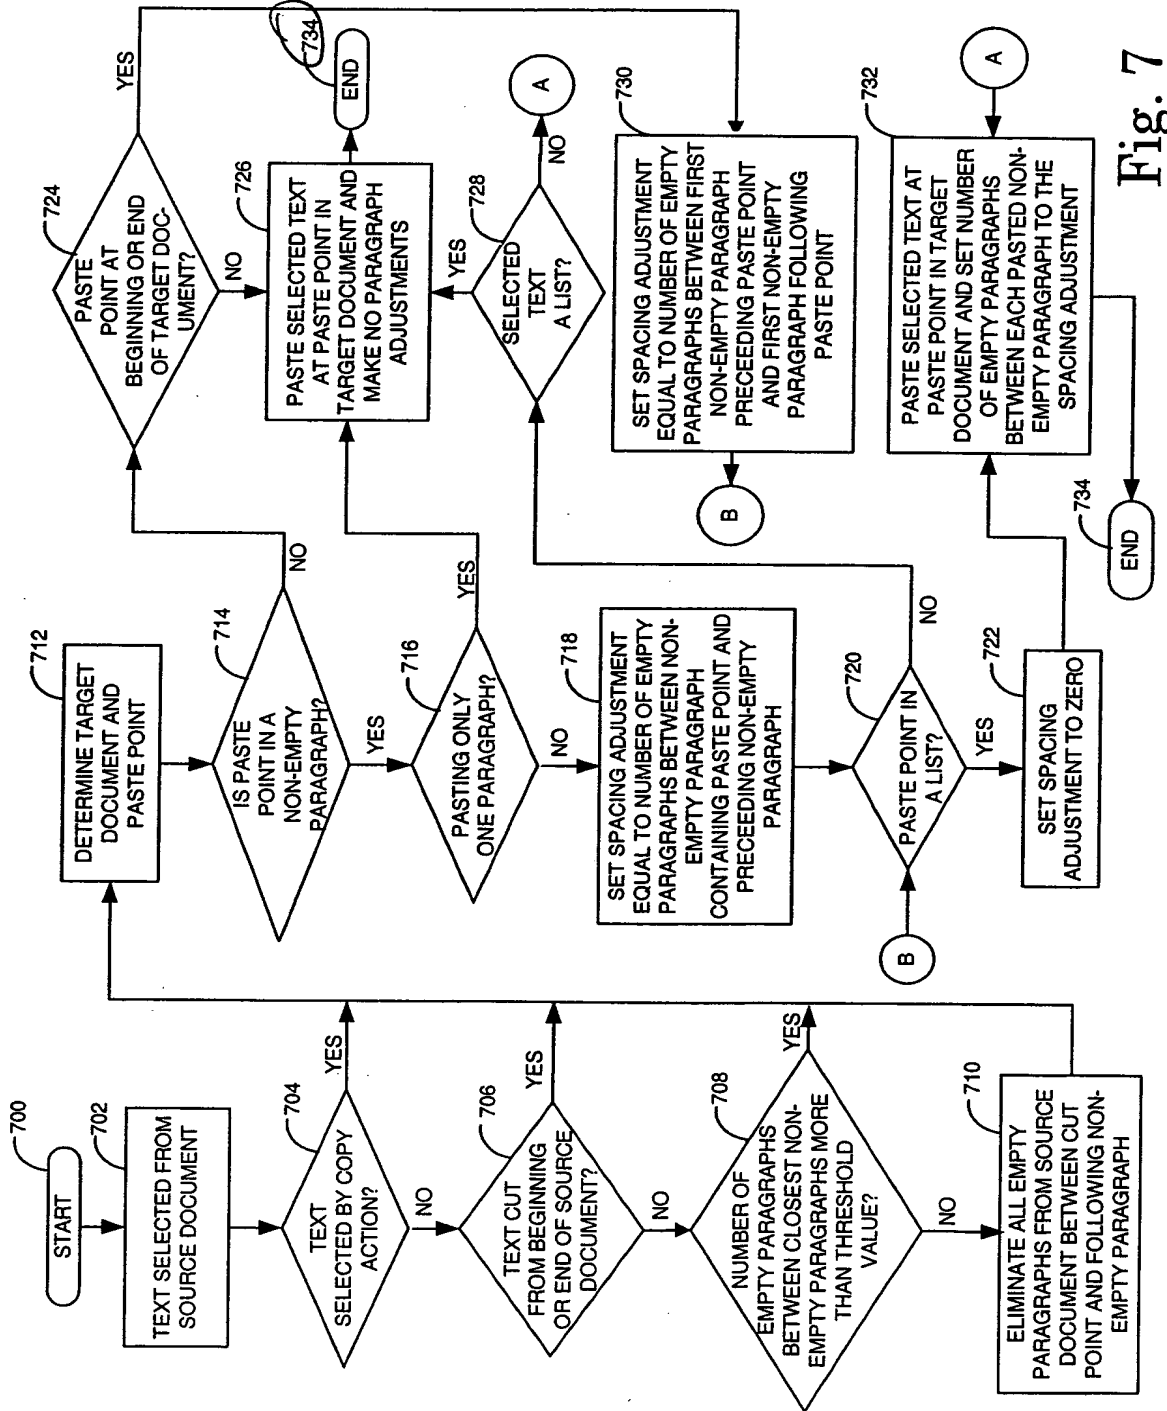 700
START
702
TEXT SELECTED FROM
SOURCE DOCUMENT
704
TEXT
SELECTED BY COPY
ACTION?
YES
NO
706
TEXT CUT
FROM BEGINNING
OR END OF SOURCE
DOCUMENT?
YES
NO
708
NUMBER OF
EMPTY PARAGRAPHS
BETWEEN CLOSEST NON-
EMPTY PARAGRAPHS MORE
THAN THRESHOLD
VALUE?
YES
NO
710
ELIMINATE ALL EMPTY
PARAGRAPHS FROM SOURCE
DOCUMENT BETWEEN CUT
POINT AND FOLLOWING NON-
EMPTY PARAGRAPH
712
DETERMINE TARGET
DOCUMENT AND
PASTE POINT
714
IS PASTE
POINT IN A
NON-EMPTY
PARAGRAPH?
NO
YES
716
PASTING ONLY
ONE PARAGRAPH?
YES
NO
718
SET SPACING ADJUSTMENT
EQUAL TO NUMBER OF EMPTY
PARAGRAPHS BETWEEN NON-
EMPTY PARAGRAPH
CONTAINING PASTE POINT AND
PRECEEDING NON-EMPTY
PARAGRAPH
B
720
PASTE POINT IN
A LIST?
NO
YES
722
SET SPACING
ADJUSTMENT TO ZERO
724
PASTE
POINT AT
BEGINNING OR END
OF TARGET DOC-
UMENT?
YES
NO
726
PASTE SELECTED TEXT
AT PASTE POINT IN
TARGET DOCUMENT AND
MAKE NO PARAGRAPH
ADJUSTMENTS
734
END
YES
728
SELECTED
TEXT
A LIST?
NO
A
730
SET SPACING ADJUSTMENT
EQUAL TO NUMBER OF EMPTY
PARAGRAPHS BETWEEN FIRST
NON-EMPTY PARAGRAPH
PRECEEDING PASTE POINT
AND FIRST NON-EMPTY
PARAGRAPH FOLLOWING
PASTE POINT
B
732
A
PASTE SELECTED TEXT AT
PASTE POINT IN TARGET
DOCUMENT AND SET NUMBER
OF EMPTY PARAGRAPHS
BETWEEN EACH PASTED NON-
EMPTY PARAGRAPH TO THE
SPACING ADJUSTMENT
734
END
Fig. 7